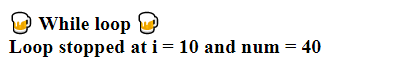 🍺 While loop 🍺
Loop stopped at i = 10 and num = 40